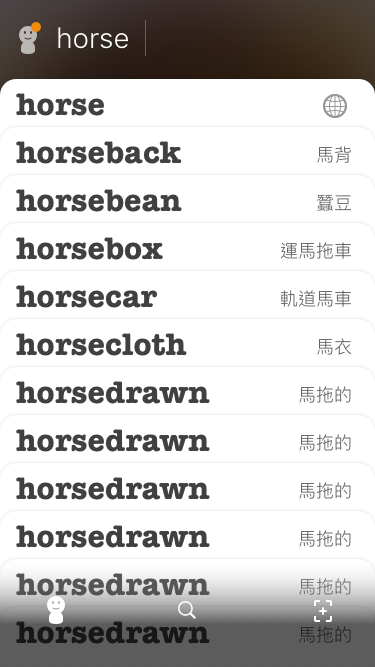 horse
horse
horseback 馬背
horsebean 蠶豆
horsebox 運馬拖車
horsecar 軌道馬車
horsecloth 馬衣
horsedrawn 馬拖的
horsedrawn 馬拖的
horsedrawn 馬拖的
horsedrawn 馬拖的
horsedrawn 馬拖的
horsedrawn 馬拖的